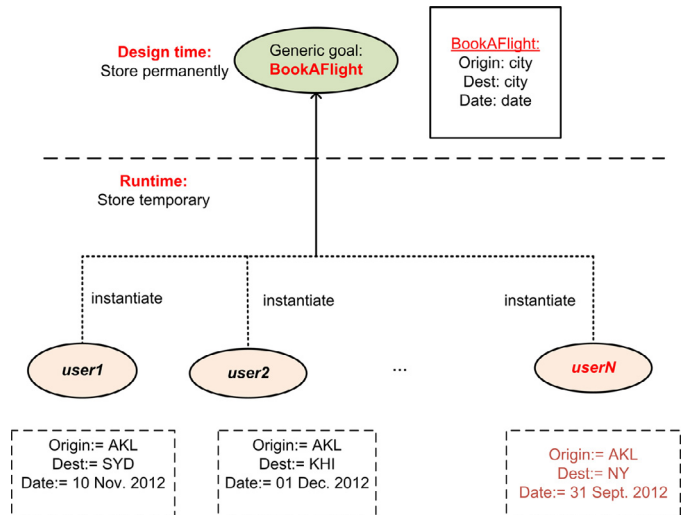 Design time:
Store permanently
Generic goal:
BookAFlight
BookAFlight:
Origin: city
Dest: city
Date: date
Runtime:
Store temporary
instantiate
instantiate
instantiate
user1
user2
...
userN
Origin:= AKL
Dest:= SYD
Date:= 10 Nov. 2012
Origin:= AKL
Dest:= KHI
Date:= 01 Dec. 2012
Origin:= AKL
Dest:= NY
Date:= 31 Sept. 2012